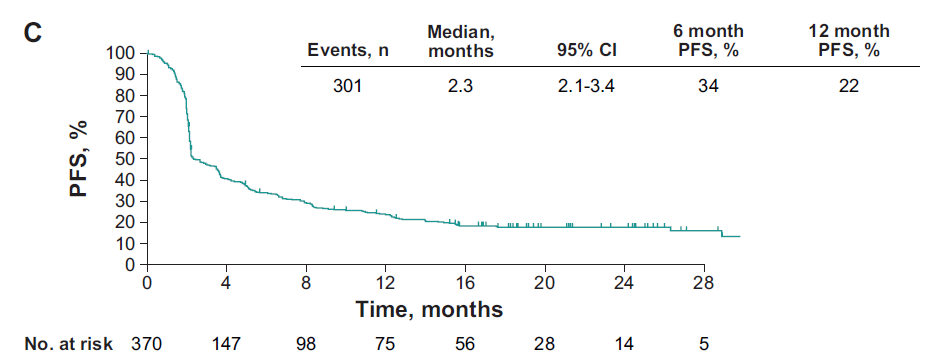 C
Events, n Median, months 95% CI 6 month PFS, % 12 month PFS, %
301 2.3 2.1-3.4 34 22
PFS, %
100
90
80
70
60
50
40
30
20
10
0
0 4 8 12 16 20 24 28
Time, months
No. at risk 370 147 98 75 56 28 14 5